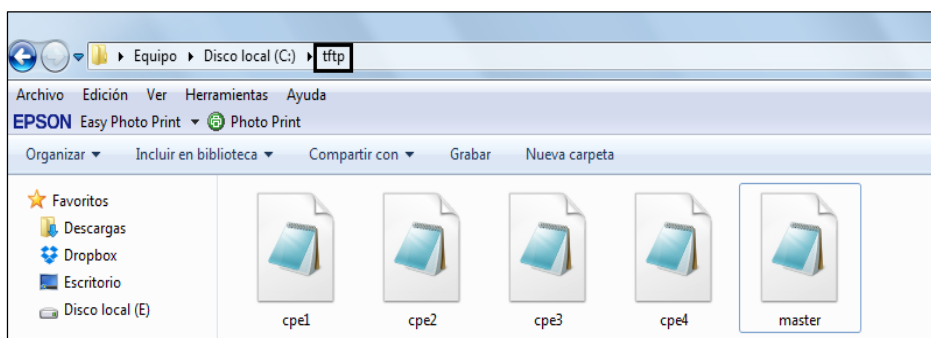 Equipo Disco local (C:) tftp
Archivo Edición Ver Herramientas Ayuda
EPSON Easy Photo Print Photo Print
Organizar Incluir en biblioteca Compartir con Grabar Nueva carpeta
Favoritos
Descargas
Dropbox
Escritorio
Disco local (E)
cpe1 cpe2 cpe3 cpe4 master